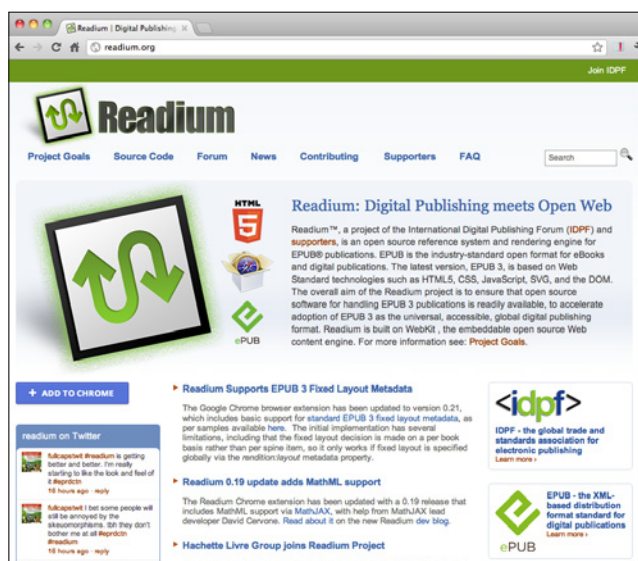 Readium | Digital Publishing
readium.org
Join IDPF
Readium
Project Goals Source Code Forum News Contributing Supporters FAQ Search
HTML
5
ePUB
Readium: Digital Publishing meets Open Web
Readium™, a project of the International Digital Publishing Forum (IDPF) and
supporters, is an open source reference system and rendering engine for
EPUB® publications. EPUB is the industry-standard open format for eBooks
and digital publications. The latest version, EPUB 3, is based on Web
Standard technologies such as HTML5, CSS, JavaScript, SVG, and the DOM.
The overall aim of the Readium project is to ensure that open source
software for handling EPUB 3 publications is readily available, to accelerate
adoption of EPUB 3 as the universal, accessible, global digital publishing
format. Readium is built on WebKit , the embeddable open source Web
content engine. For more information see: Project Goals.
+ ADD TO CHROME
readium on Twitter
fullcapstwit #readium is getting
better and better. I'm really
starting to like the look and feel of
it #eprdctn
16 hours ago · reply
fullcapstwit I bet some people will
still be annoyed by the
skeuomorphisms. tbh they don't
bother me at all #eprdctn
#readium
16 hours ago · reply
Readium Supports EPUB 3 Fixed Layout Metadata
The Google Chrome browser extension has been updated to version 0.21,
which includes basic support for standard EPUB 3 fixed layout metadata, as
per samples available here. The initial implementation has several
limitations, including that the fixed layout decision is made on a per book
basis rather than per spine item, so it only works if fixed layout is specified
globally via the rendition:layout metadata property.
Readium 0.19 update adds MathML support
The Readium Chrome extension has been updated with a 0.19 release that
includes MathML support via MathJAX, with help from MathJAX lead
developer David Cervone. Read about it on the new Readium dev blog.
Hachette Livre Group joins Readium Project
<idpf>
IDPF - the global trade and
standards association for
electronic publishing
Learn more ›
ePUB
EPUB - the XML-
based distribution
format standard for
digital publications
Learn more ›